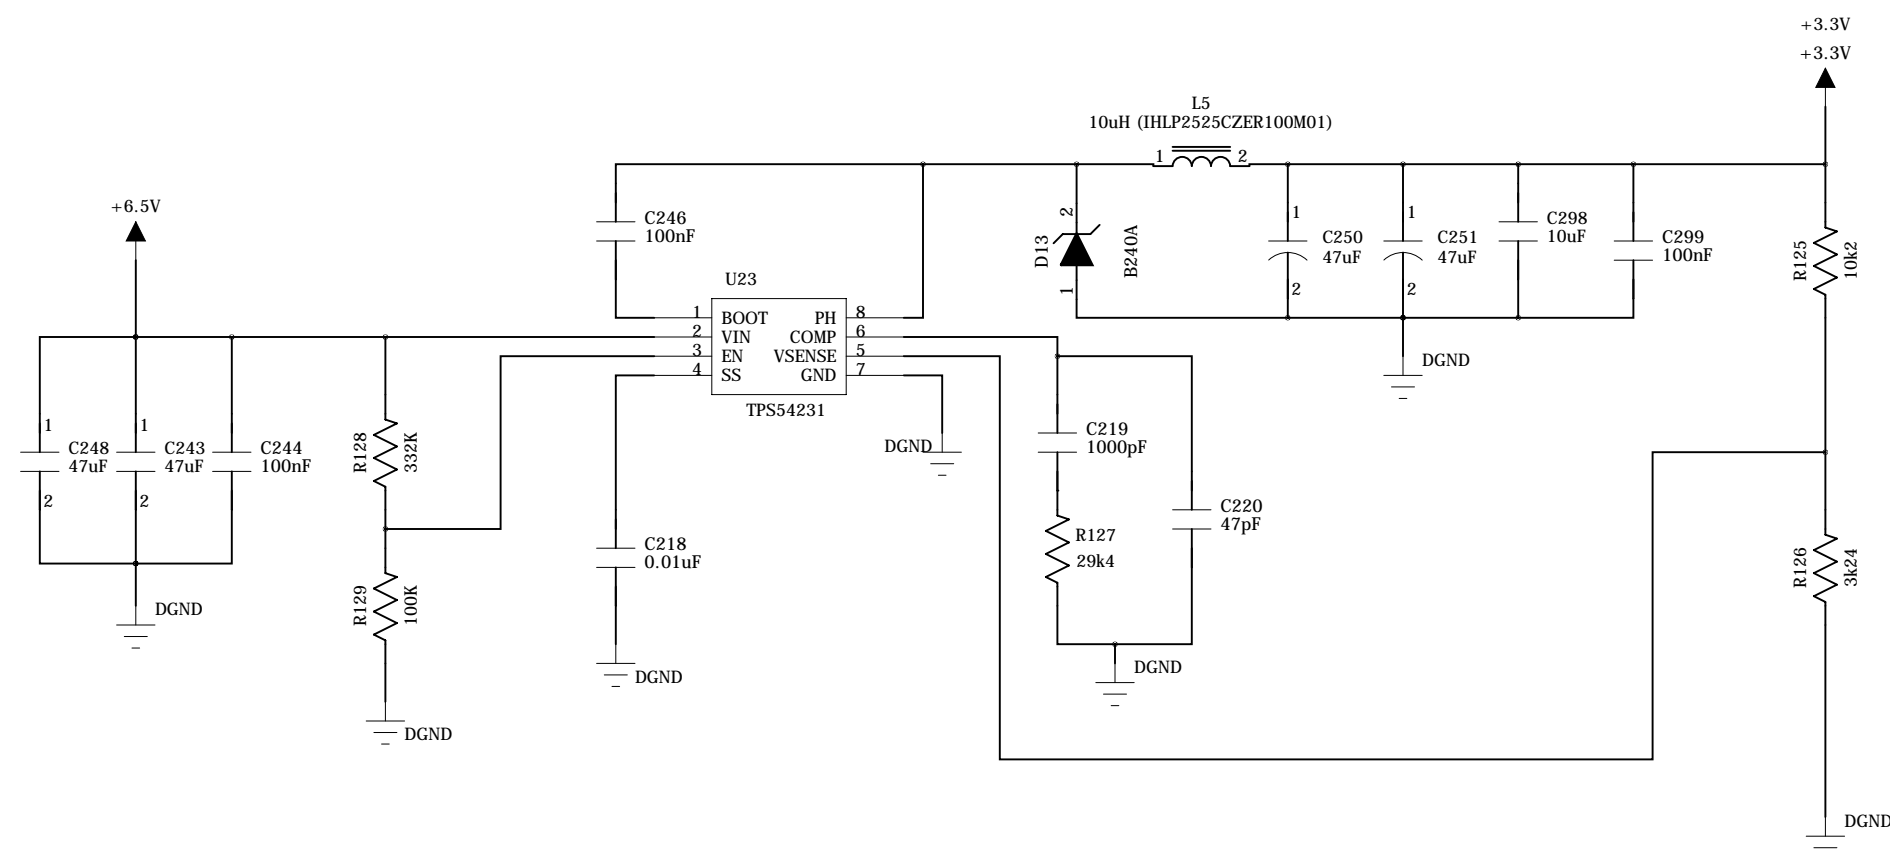 +3.3V
+3.3V
L5
10uH (IHLP2525CZER100M01)
1
2
+6.5V
C246
100nF
2
D13
B240A
1
1
C250
47uF
2
1
C251
47uF
2
C298
10uF
C299
100nF
R125
10k2
U23
1
BOOT
PH
8
2
VIN
COMP
6
3
EN
VSENSE
5
4
SS
GND
7
TPS54231
DGND
DGND
1
C248
47uF
2
1
C243
47uF
2
C244
100nF
R128
332K
C219
1000pF
C220
47pF
R127
29k4
C218
0.01uF
R126
3k24
R129
100K
DGND
DGND
DGND
DGND
DGND